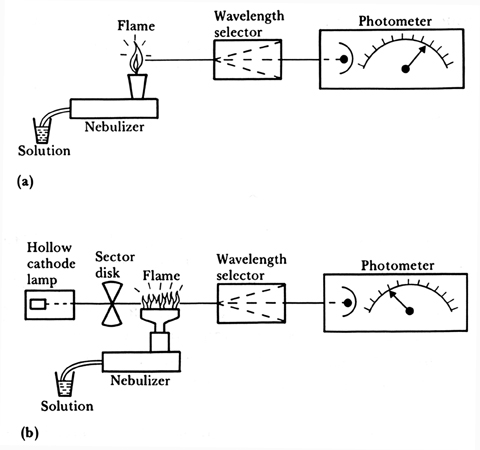 Flame
Wavelength
selector
Photometer
Nebulizer
Solution
(a)
Hollow
cathode
lamp
Sector
disk
Flame
Wavelength
selector
Photometer
Nebulizer
Solution
(b)